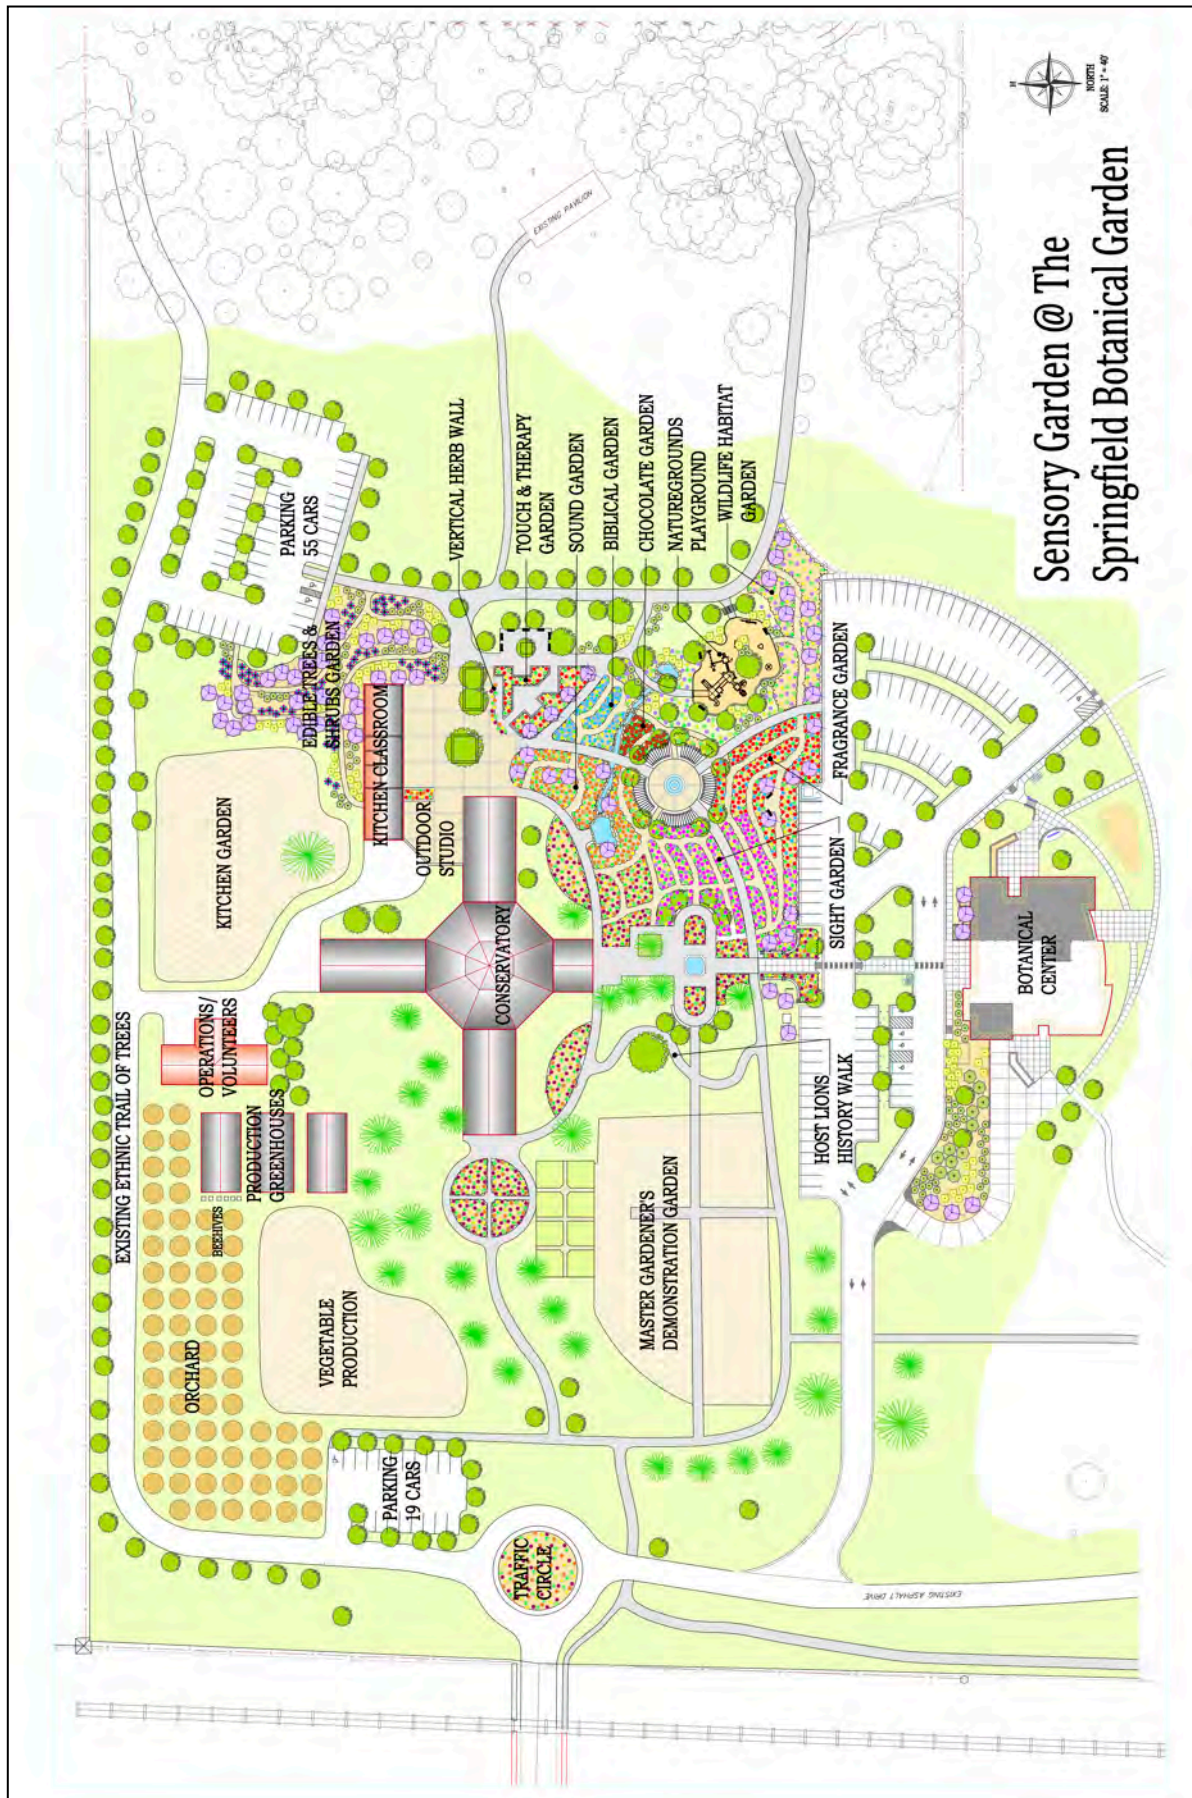 N
NORTH
SCALE: 1" = 40'
Sensory Garden @ The
Springfield Botanical Garden
EXISTING PAVILION
PARKING
55 CARS
EDIBLE TREES &
SHRUBS GARDEN
VERTICAL HERB WALL
TOUCH & THERAPY
GARDEN
SOUND GARDEN
BIBLICAL GARDEN
CHOCOLATE GARDEN
NATUREGROUNDS
PLAYGROUND
WILDLIFE HABITAT
GARDEN
KITCHEN GARDEN
KITCHEN CLASSROOM
OUTDOOR
STUDIO
FRAGRANCE GARDEN
SIGHT GARDEN
CONSERVATORY
BOTANICAL
CENTER
EXISTING ETHNIC TRAIL OF TREES
OPERATIONS/
VOLUNTEERS
PRODUCTION
GREENHOUSES
BEEHIVES
HOST LIONS
HISTORY WALK
ORCHARD
VEGETABLE
PRODUCTION
MASTER GARDENER'S
DEMONSTRATION GARDEN
PARKING
19 CARS
TRAFFIC
CIRCLE
EXISTING ASPHALT DRIVE